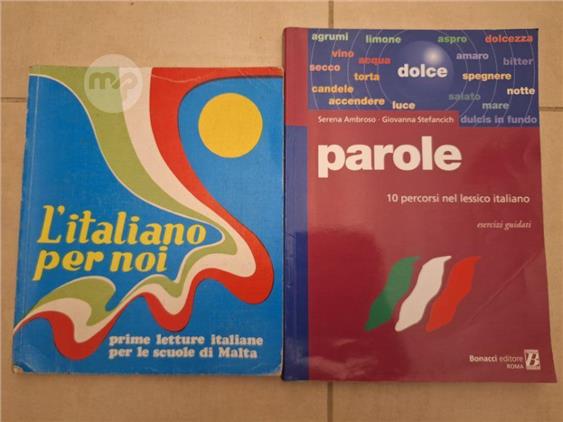 L'italiano
per noi
prime letture italiane
per le scuole di Malta
agrumi limone aspro dolcezza
vino acqua amaro bitter
secco torta dolce spegnere
candele notte
accendere luce salato mare
dulcis in fundo
Serena Ambroso · Giovanna Stefancich
parole
10 percorsi nel lessico italiano
esercizi guidati
Bonacci editore
ROMA
B